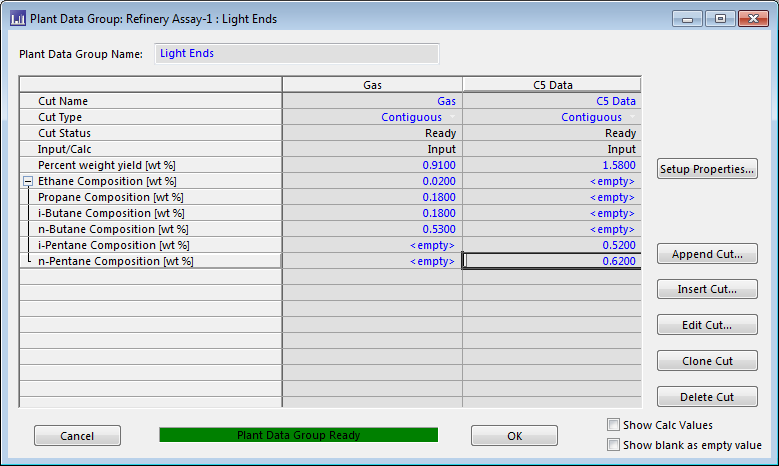 Plant Data Group: Refinery Assay-1 : Light Ends
Plant Data Group Name: Light Ends
Gas C5 Data
Cut Name Gas C5 Data
Cut Type Contiguous Contiguous
Cut Status Ready Ready
Input/Calc Input Input
Percent weight yield [wt %] 0.9100 1.5800
Setup Properties...
Ethane Composition [wt %] 0.0200 <empty>
Propane Composition [wt %] 0.1800 <empty>
i-Butane Composition [wt %] 0.1800 <empty>
n-Butane Composition [wt %] 0.5300 <empty>
i-Pentane Composition [wt %] <empty> 0.5200
Append Cut...
n-Pentane Composition [wt %] <empty> 0.6200
Insert Cut...
Edit Cut...
Clone Cut
Delete Cut
Cancel Plant Data Group Ready OK
Show Calc Values
Show blank as empty value